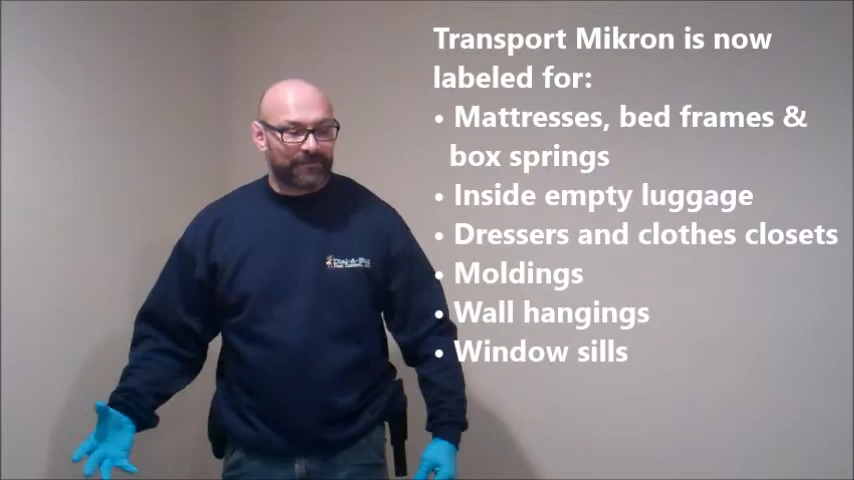 Transport Mikron is now
labeled for:
• Mattresses, bed frames &
box springs
• Inside empty luggage
• Dressers and clothes closets
• Moldings
• Wall hangings
• Window sills